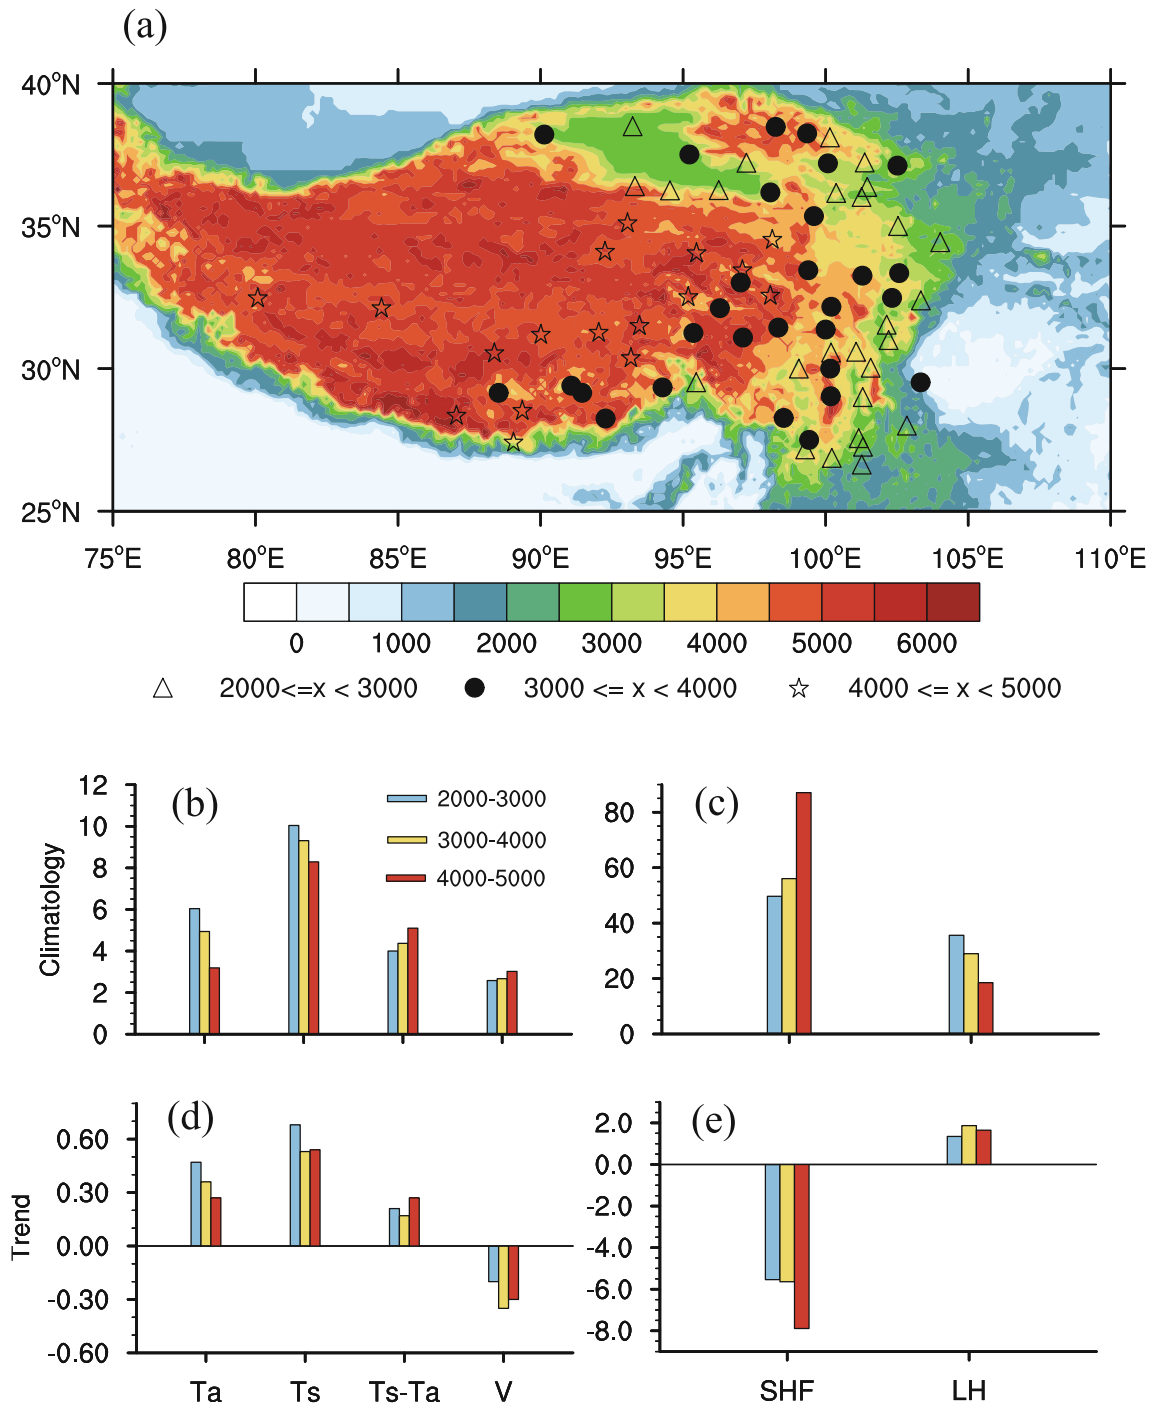 (a)
40°N
35°N
30°N
25°N
75°E 80°E 85°E 90°E 95°E 100°E 105°E 110°E
0 1000 2000 3000 4000 5000 6000
2000<=x < 3000 3000 <= x < 4000 4000 <= x < 5000
(b)
Climatology
12
10
8
6
4
2
0
2000-3000
3000-4000
4000-5000
(c)
80
60
40
20
0
(d)
Trend
0.60
0.30
0.00
-0.30
-0.60
Ta Ts Ts-Ta V
(e)
2.0
0.0
-2.0
-4.0
-6.0
-8.0
SHF LH